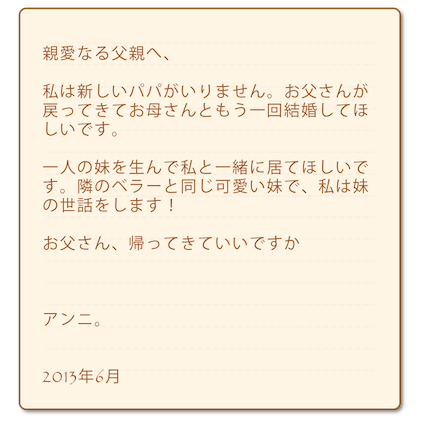 親愛なる父親へ、
私は新しいパパがいりません。お父さんが
戻ってきてお母さんともう一回結婚してほ
しいです。
一人の妹を生んで私と一緒に居てほしいで
す。隣のベラーと同じ可愛い妹で、私は妹
の世話をします！
お父さん、帰ってきていいですか
アンニ。
2013年6月